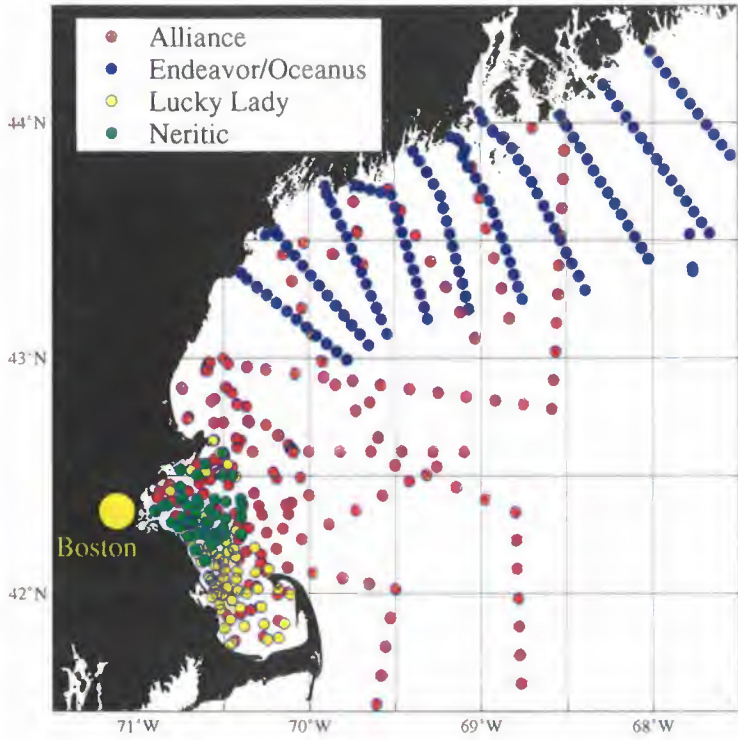 Alliance
Endeavor/Oceanus
Lucky Lady
Neritic
44°N
43°N
Boston
42°N
71°W
70°W
69°W
68°W